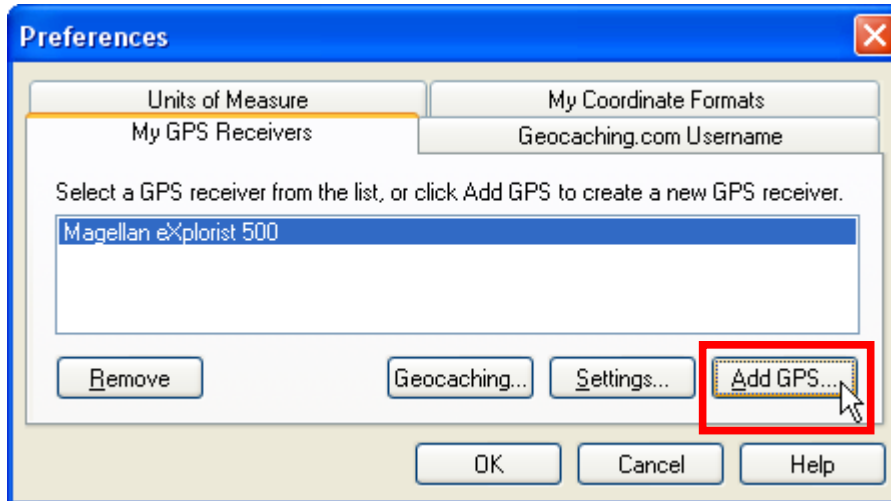 Preferences
Units of Measure
My Coordinate Formats
My GPS Receivers
Geocaching.com Username
Select a GPS receiver from the list, or click Add GPS to create a new GPS receiver.
Magellan eXplorist 500
Remove
Geocaching...
Settings...
Add GPS...
OK
Cancel
Help